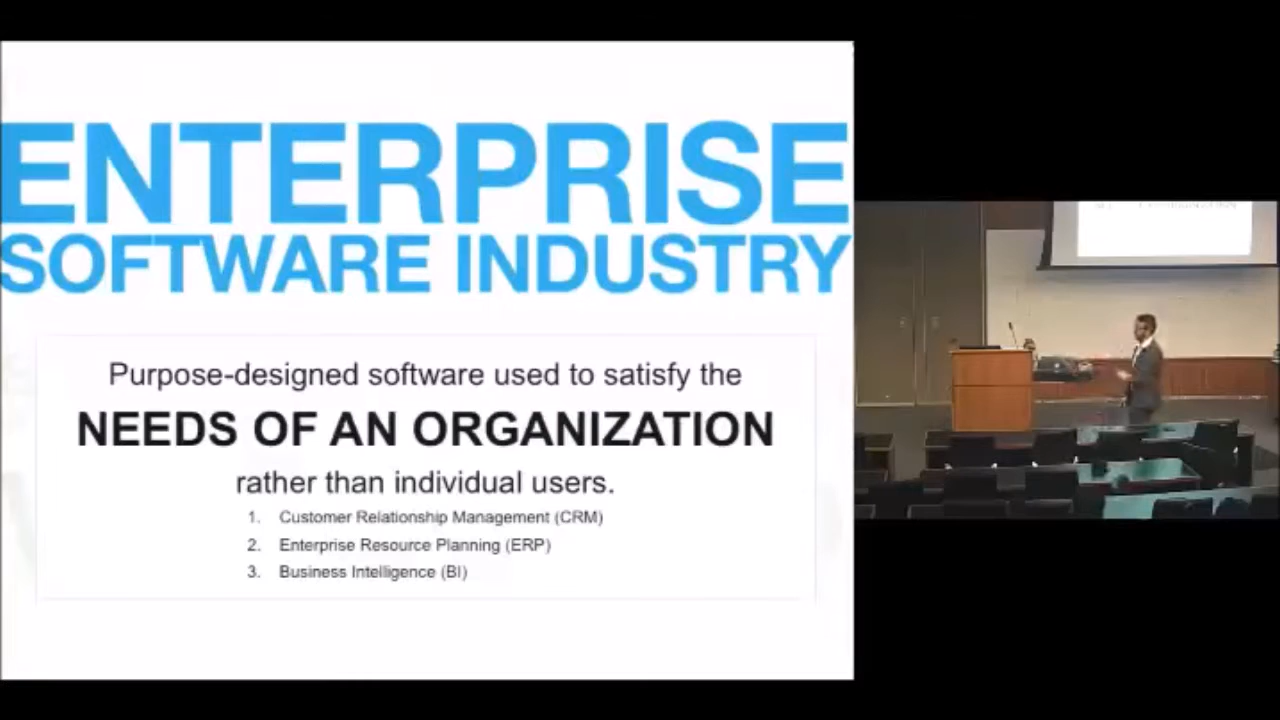 ENTERPRISE
SOFTWARE INDUSTRY
Purpose-designed software used to satisfy the
NEEDS OF AN ORGANIZATION
rather than individual users.
1. Customer Relationship Management (CRM)
2. Enterprise Resource Planning (ERP)
3. Business Intelligence (BI)